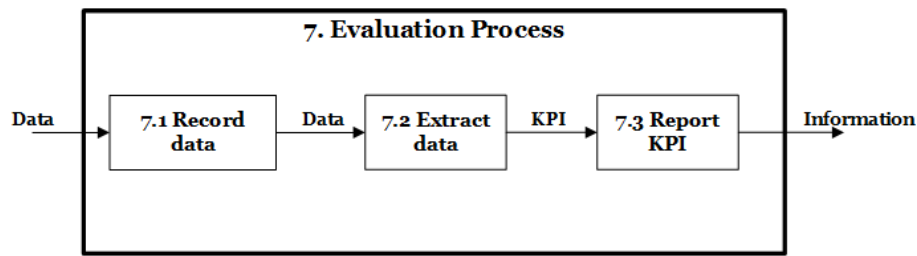 7. Evaluation Process
Data
7.1 Record
data
Data
7.2 Extract
data
KPI
7.3 Report
KPI
Information